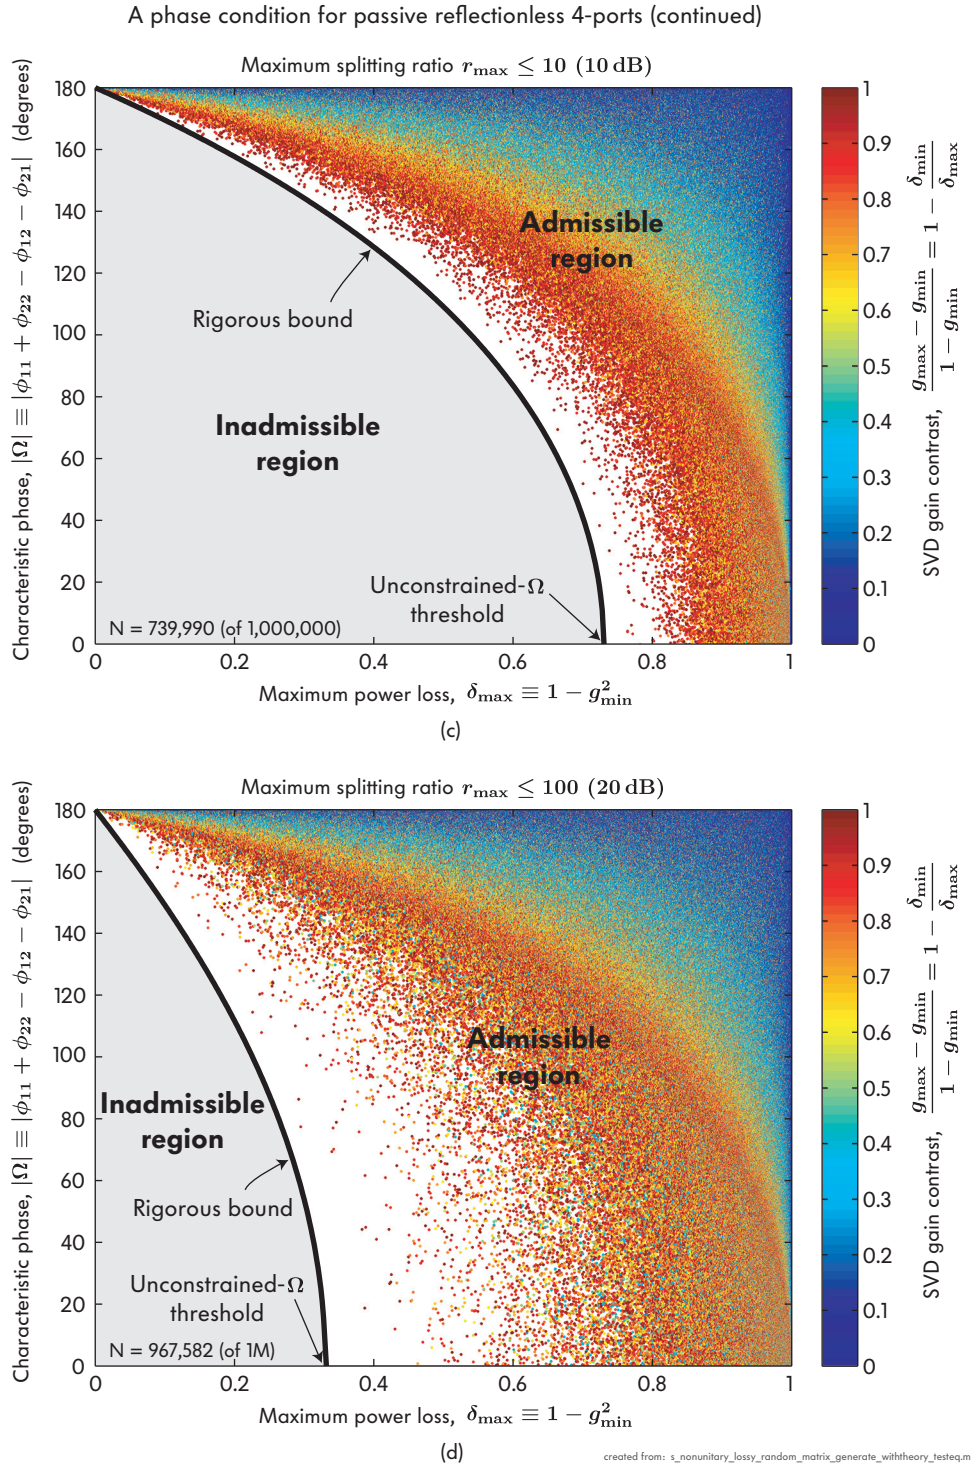 A phase condition for passive reflectionless 4-ports (continued)
Maximum splitting ratio r_max ≤ 10 (10 dB)
Characteristic phase, |Ω| ≡ |ϕ11 + ϕ22 − ϕ12 − ϕ21| (degrees)
180
160
140
120
100
80
60
40
20
0
Admissible
region
Rigorous bound
Inadmissible
region
Unconstrained-Ω
threshold
N = 739,990 (of 1,000,000)
0 0.2 0.4 0.6 0.8 1
Maximum power loss, δ_max ≡ 1 − g²_min
1
0.9
0.8
0.7
0.6
0.5
0.4
0.3
0.2
0.1
0
SVD gain contrast, (g_max − g_min)/(1 − g_min) = 1 − δ_min/δ_max
(c)
Maximum splitting ratio r_max ≤ 100 (20 dB)
Characteristic phase, |Ω| ≡ |ϕ11 + ϕ22 − ϕ12 − ϕ21| (degrees)
180
160
140
120
100
80
60
40
20
0
Admissible
region
Inadmissible
region
Rigorous bound
Unconstrained-Ω
threshold
N = 967,582 (of 1M)
0 0.2 0.4 0.6 0.8 1
Maximum power loss, δ_max ≡ 1 − g²_min
1
0.9
0.8
0.7
0.6
0.5
0.4
0.3
0.2
0.1
0
SVD gain contrast, (g_max − g_min)/(1 − g_min) = 1 − δ_min/δ_max
(d)
created from: s_nonunitary_lossy_random_matrix_generate_withtheory_testeq.m